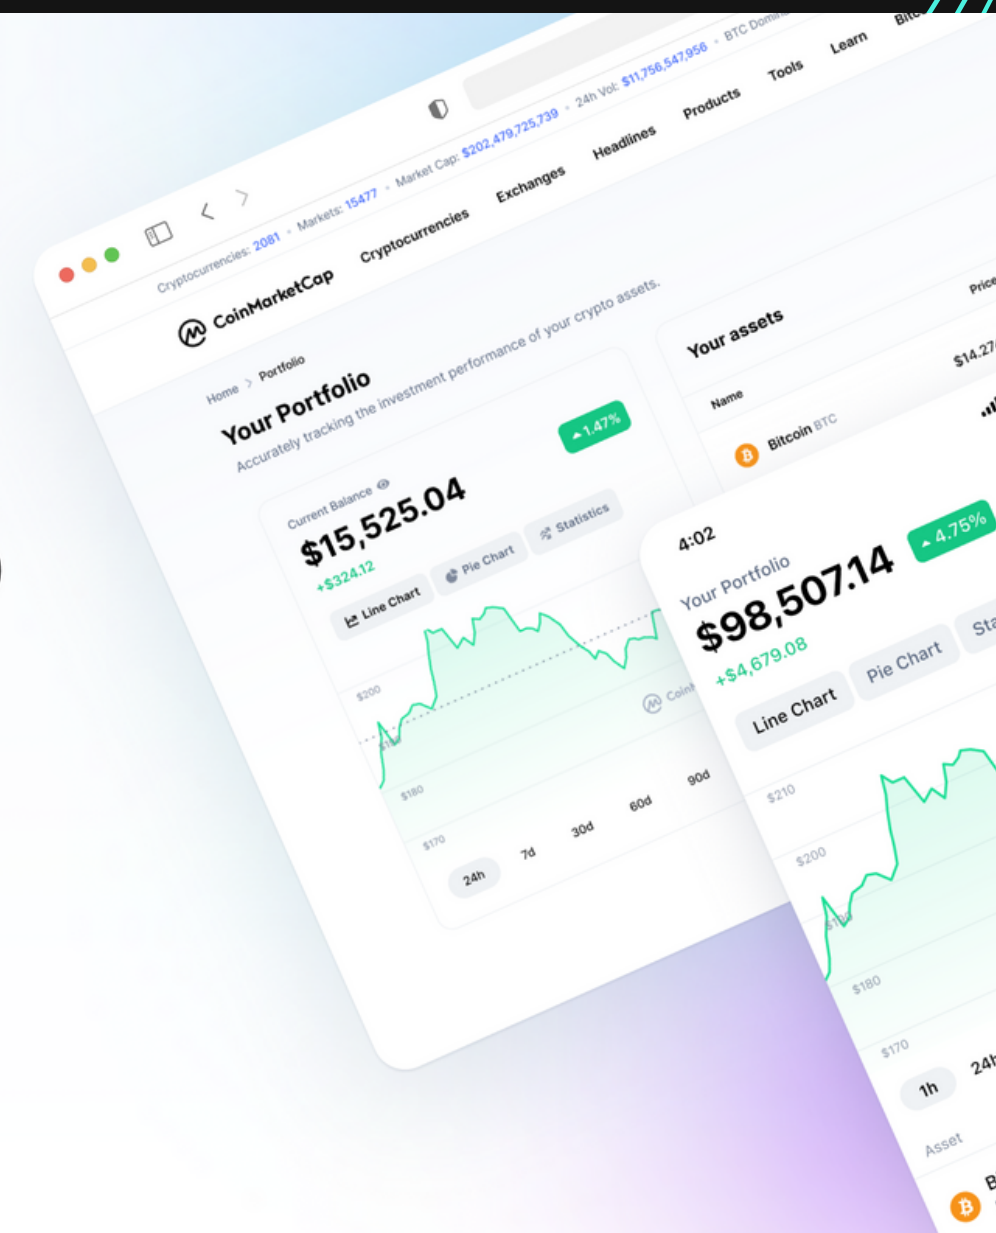 Cryptocurrencies: 2081 • Markets: 15477 • Market Cap: $202,479,725,739 • 24h Vol: $11,756,547,956 • BTC
CoinMarketCap Cryptocurrencies Exchanges Headlines Products Tools Learn
Home > Portfolio
Your Portfolio
Accurately tracking the investment performance of your crypto assets.
Current Balance
$15,525.04
1.47%
+$324.12
Line Chart Pie Chart Statistics
$200
$180
$170
24h 7d 30d 60d 90d
Your assets
Name Price
Bitcoin BTC
4:02
Your Portfolio
$98,507.14
4.75%
+$4,679.08
Line Chart Pie Chart
$210
$200
$190
$180
$170
1h 24h
Asset